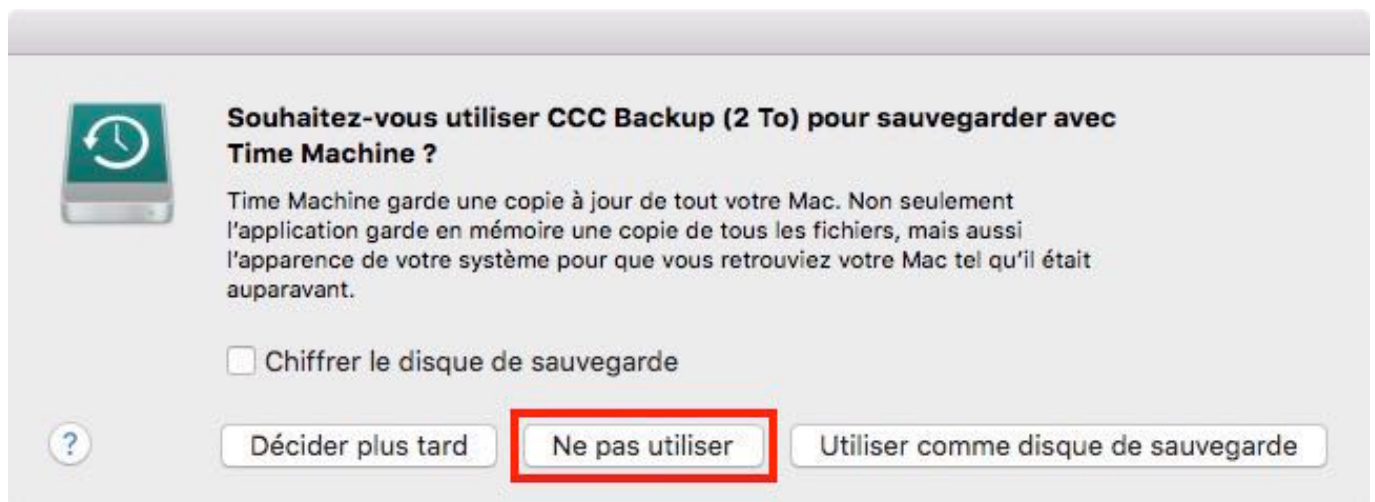 Souhaitez-vous utiliser CCC Backup (2 To) pour sauvegarder avec
Time Machine ?
Time Machine garde une copie à jour de tout votre Mac. Non seulement
l'application garde en mémoire une copie de tous les fichiers, mais aussi
l'apparence de votre système pour que vous retrouviez votre Mac tel qu'il était
auparavant.
Chiffrer le disque de sauvegarde
? Décider plus tard Ne pas utiliser Utiliser comme disque de sauvegarde